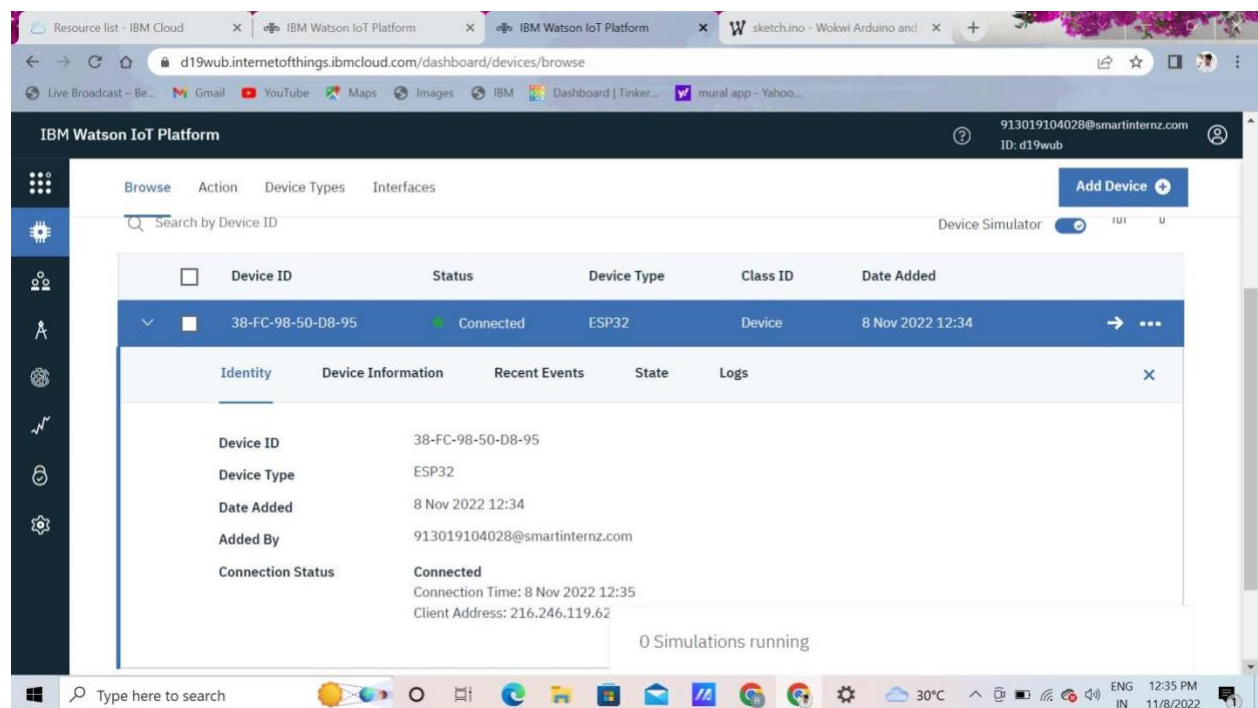 Resource list - IBM Cloud
IBM Watson IoT Platform
IBM Watson IoT Platform
sketch.ino - Wokwi Arduino and
d19wub.internetofthings.ibmcloud.com/dashboard/devices/browse
Live Broadcast – Be... Gmail YouTube Maps Images IBM Dashboard | Tinker... mural app - Yahoo...
IBM Watson IoT Platform
913019104028@smartinternz.com
ID: d19wub
Browse Action Device Types Interfaces
Add Device
Search by Device ID
Device Simulator
Device ID Status Device Type Class ID Date Added
38-FC-98-50-D8-95 Connected ESP32 Device 8 Nov 2022 12:34
Identity Device Information Recent Events State Logs
Device ID 38-FC-98-50-D8-95
Device Type ESP32
Date Added 8 Nov 2022 12:34
Added By 913019104028@smartinternz.com
Connection Status Connected
Connection Time: 8 Nov 2022 12:35
Client Address: 216.246.119.62
0 Simulations running
Type here to search
30°C
ENG
IN
12:35 PM
11/8/2022
1